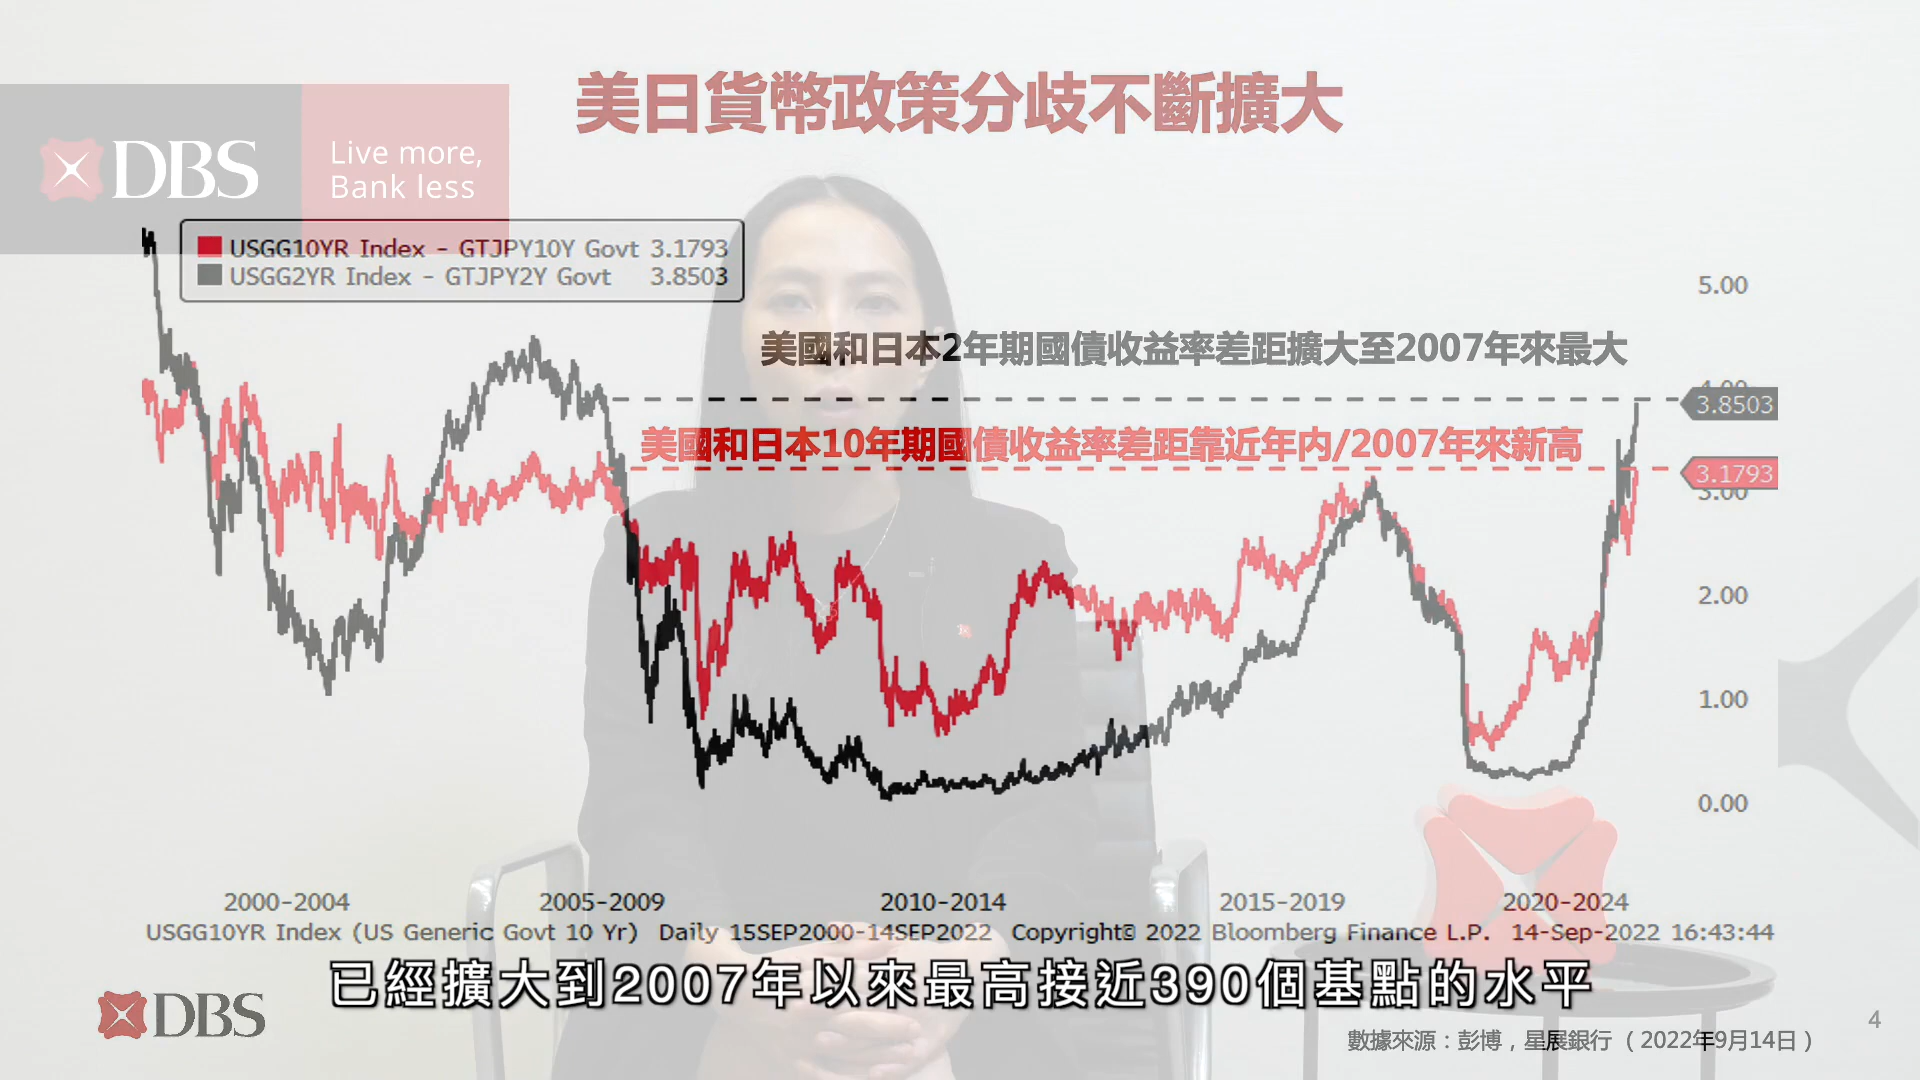 美日貨幣政策分歧不斷擴大
DBS
Live more,
Bank less
USGG10YR Index - GTJPY10Y Govt 3.1793
USGG2YR Index - GTJPY2Y Govt 3.8503
5.00
美國和日本2年期國債收益率差距擴大至2007年來最大
4.00
3.8503
美國和日本10年期國債收益率差距靠近年內/2007年來新高
3.1793
3.00
2.00
1.00
0.00
2000-2004 2005-2009 2010-2014 2015-2019 2020-2024
USGG10YR Index (US Generic Govt 10 Yr) Daily 15SEP2000-14SEP2022 Copyright© 2022 Bloomberg Finance L.P. 14-Sep-2022 16:43:44
已經擴大到2007年以來最高接近390個基點的水平
DBS
4
數據來源：彭博，星展銀行（2022年9月14日）